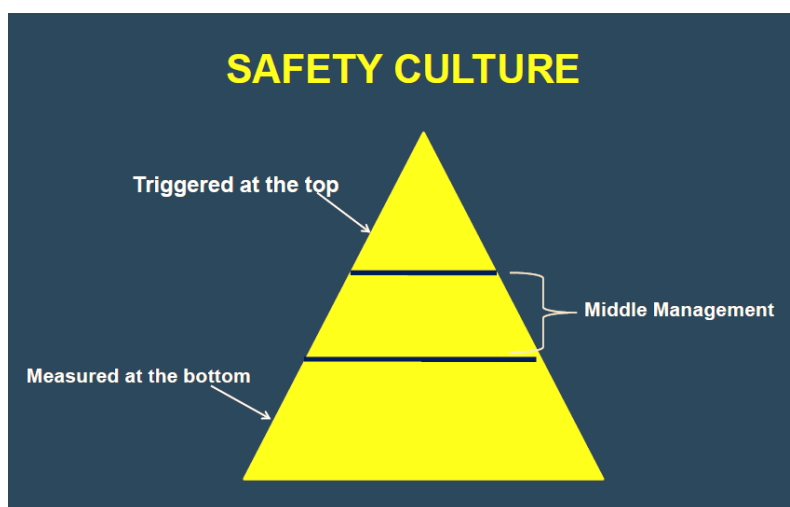 SAFETY CULTURE
Triggered at the top
Middle Management
Measured at the bottom